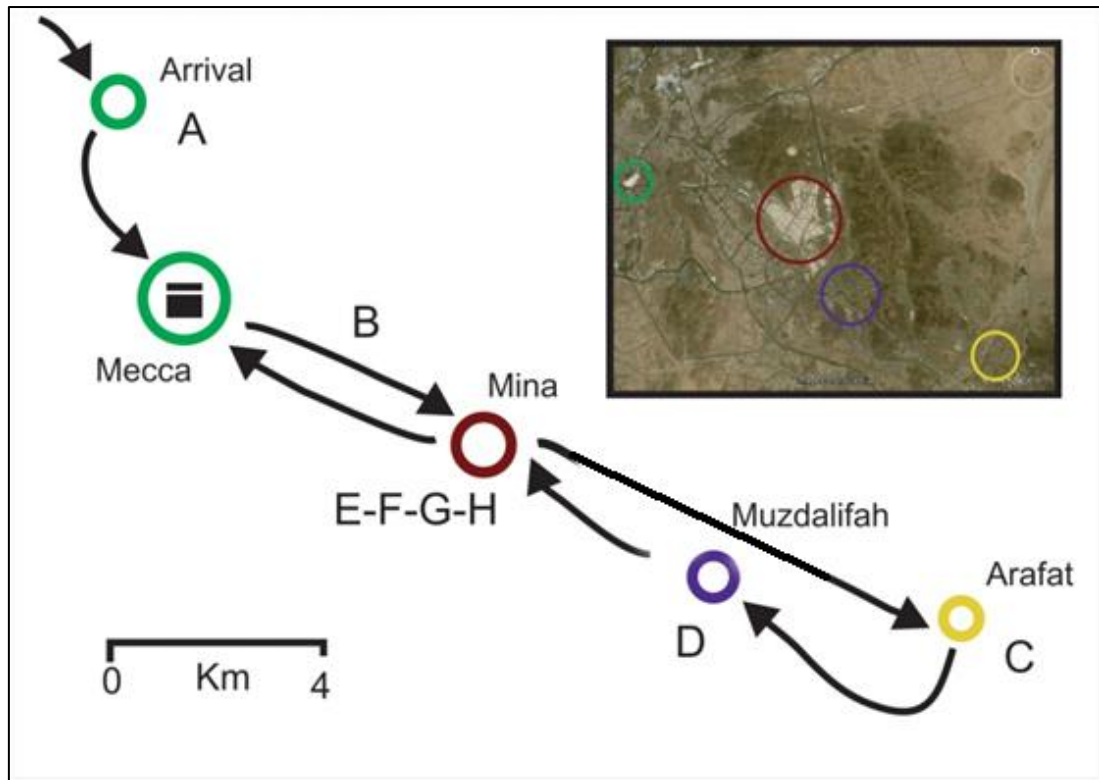 Arrival
A
Mecca
B
Mina
E-F-G-H
Muzdalifah
D
Arafat
C
0 Km 4